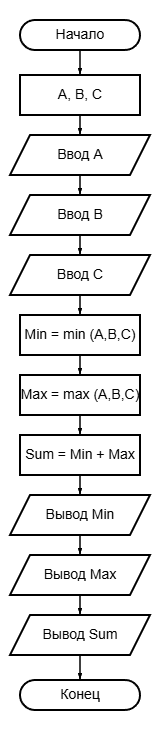 Начало
A, B, C
Ввод A
Ввод B
Ввод C
Min = min (A,B,C)
Max = max (A,B,C)
Sum = Min + Max
Вывод Min
Вывод Max
Вывод Sum
Конец